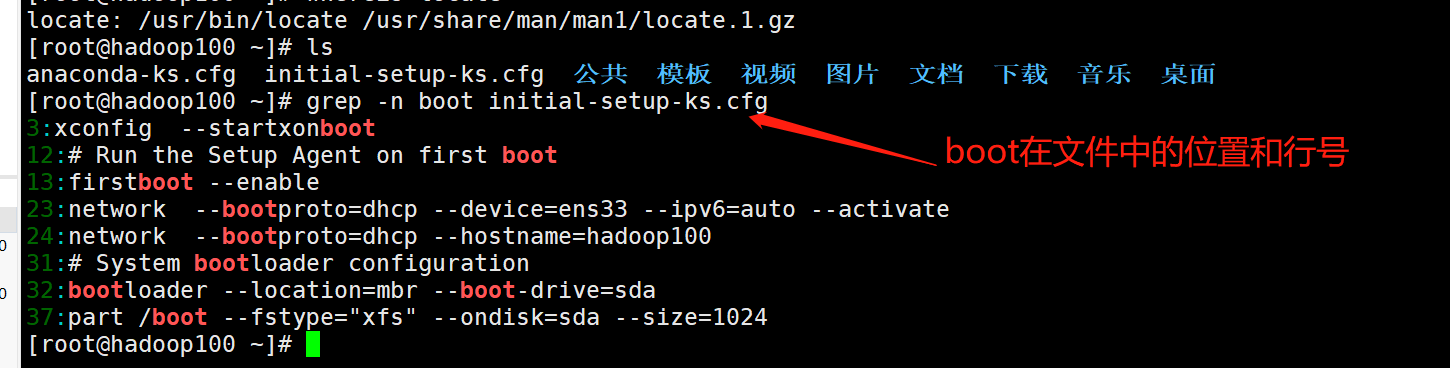 locate: /usr/bin/locate /usr/share/man/man1/locate.1.gz
[root@hadoop100 ~]# ls
anaconda-ks.cfg  initial-setup-ks.cfg  公共  模板  视频  图片  文档  下载  音乐  桌面
[root@hadoop100 ~]# grep -n boot initial-setup-ks.cfg
3:xconfig  --startxonboot
boot在文件中的位置和行号
12:# Run the Setup Agent on first boot
13:firstboot --enable
23:network  --bootproto=dhcp --device=ens33 --ipv6=auto --activate
24:network  --bootproto=dhcp --hostname=hadoop100
31:# System bootloader configuration
32:bootloader --location=mbr --boot-drive=sda
37:part /boot --fstype="xfs" --ondisk=sda --size=1024
[root@hadoop100 ~]#